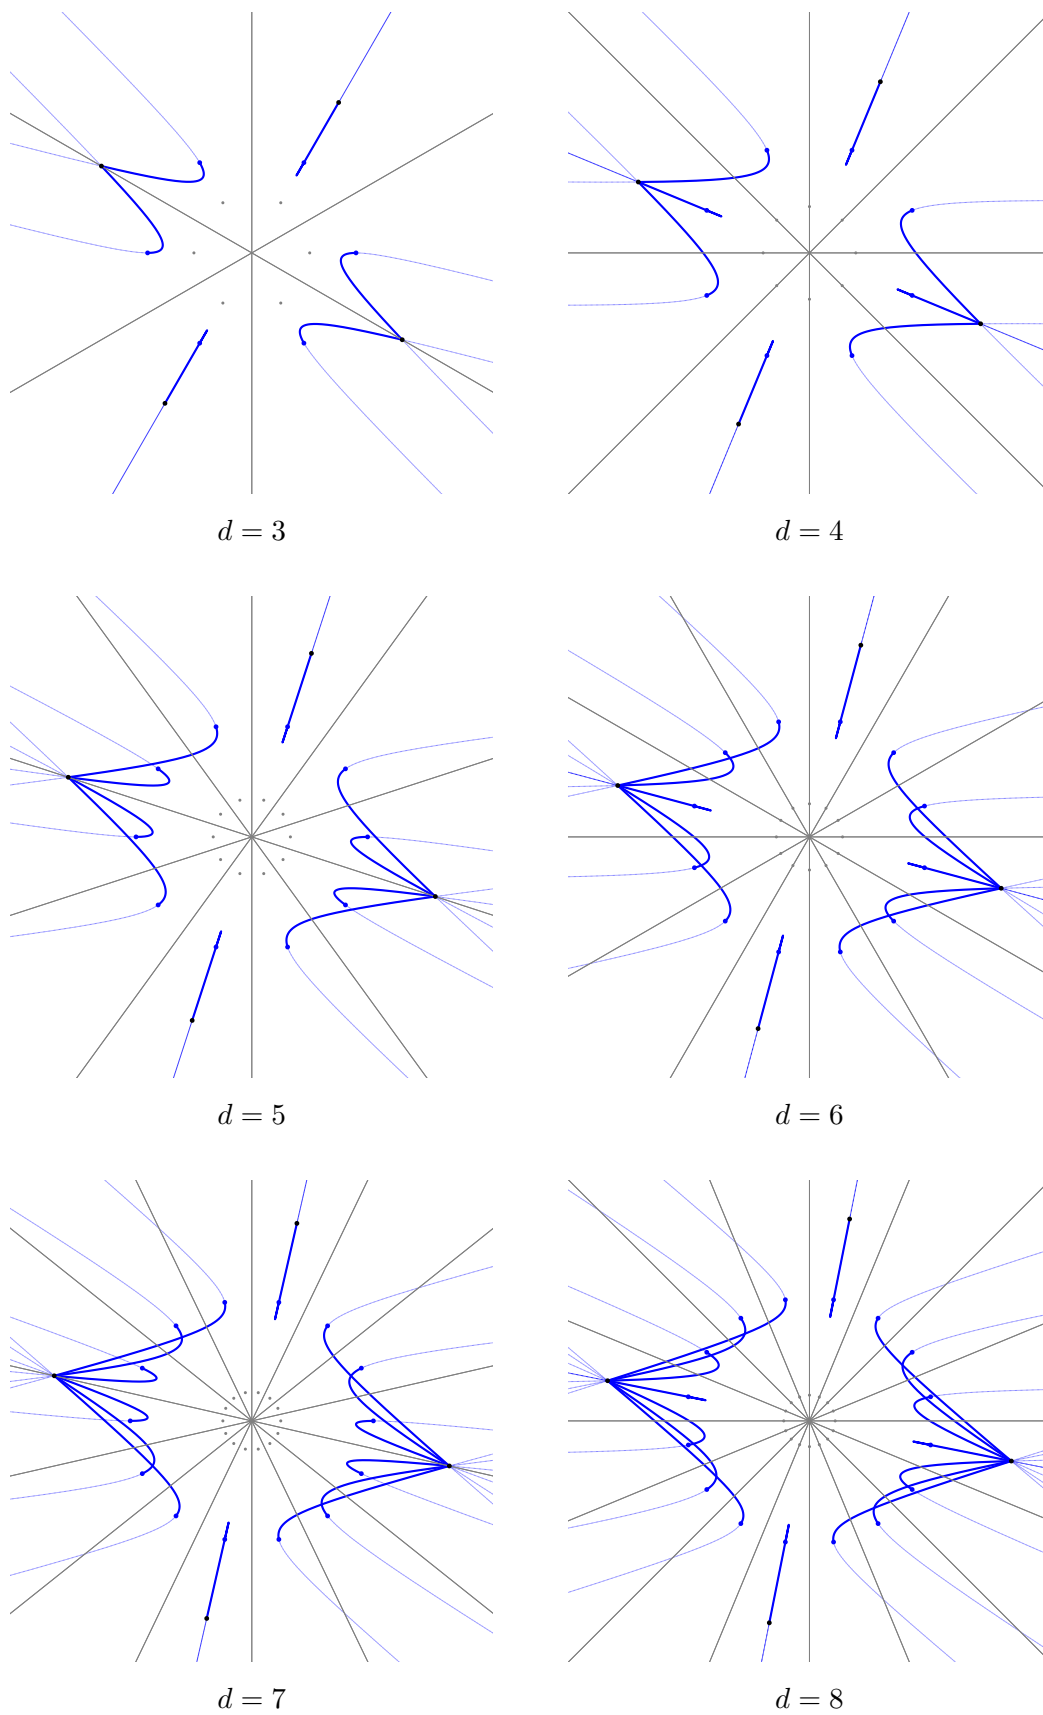 d = 3
d = 4
d = 5
d = 6
d = 7
d = 8